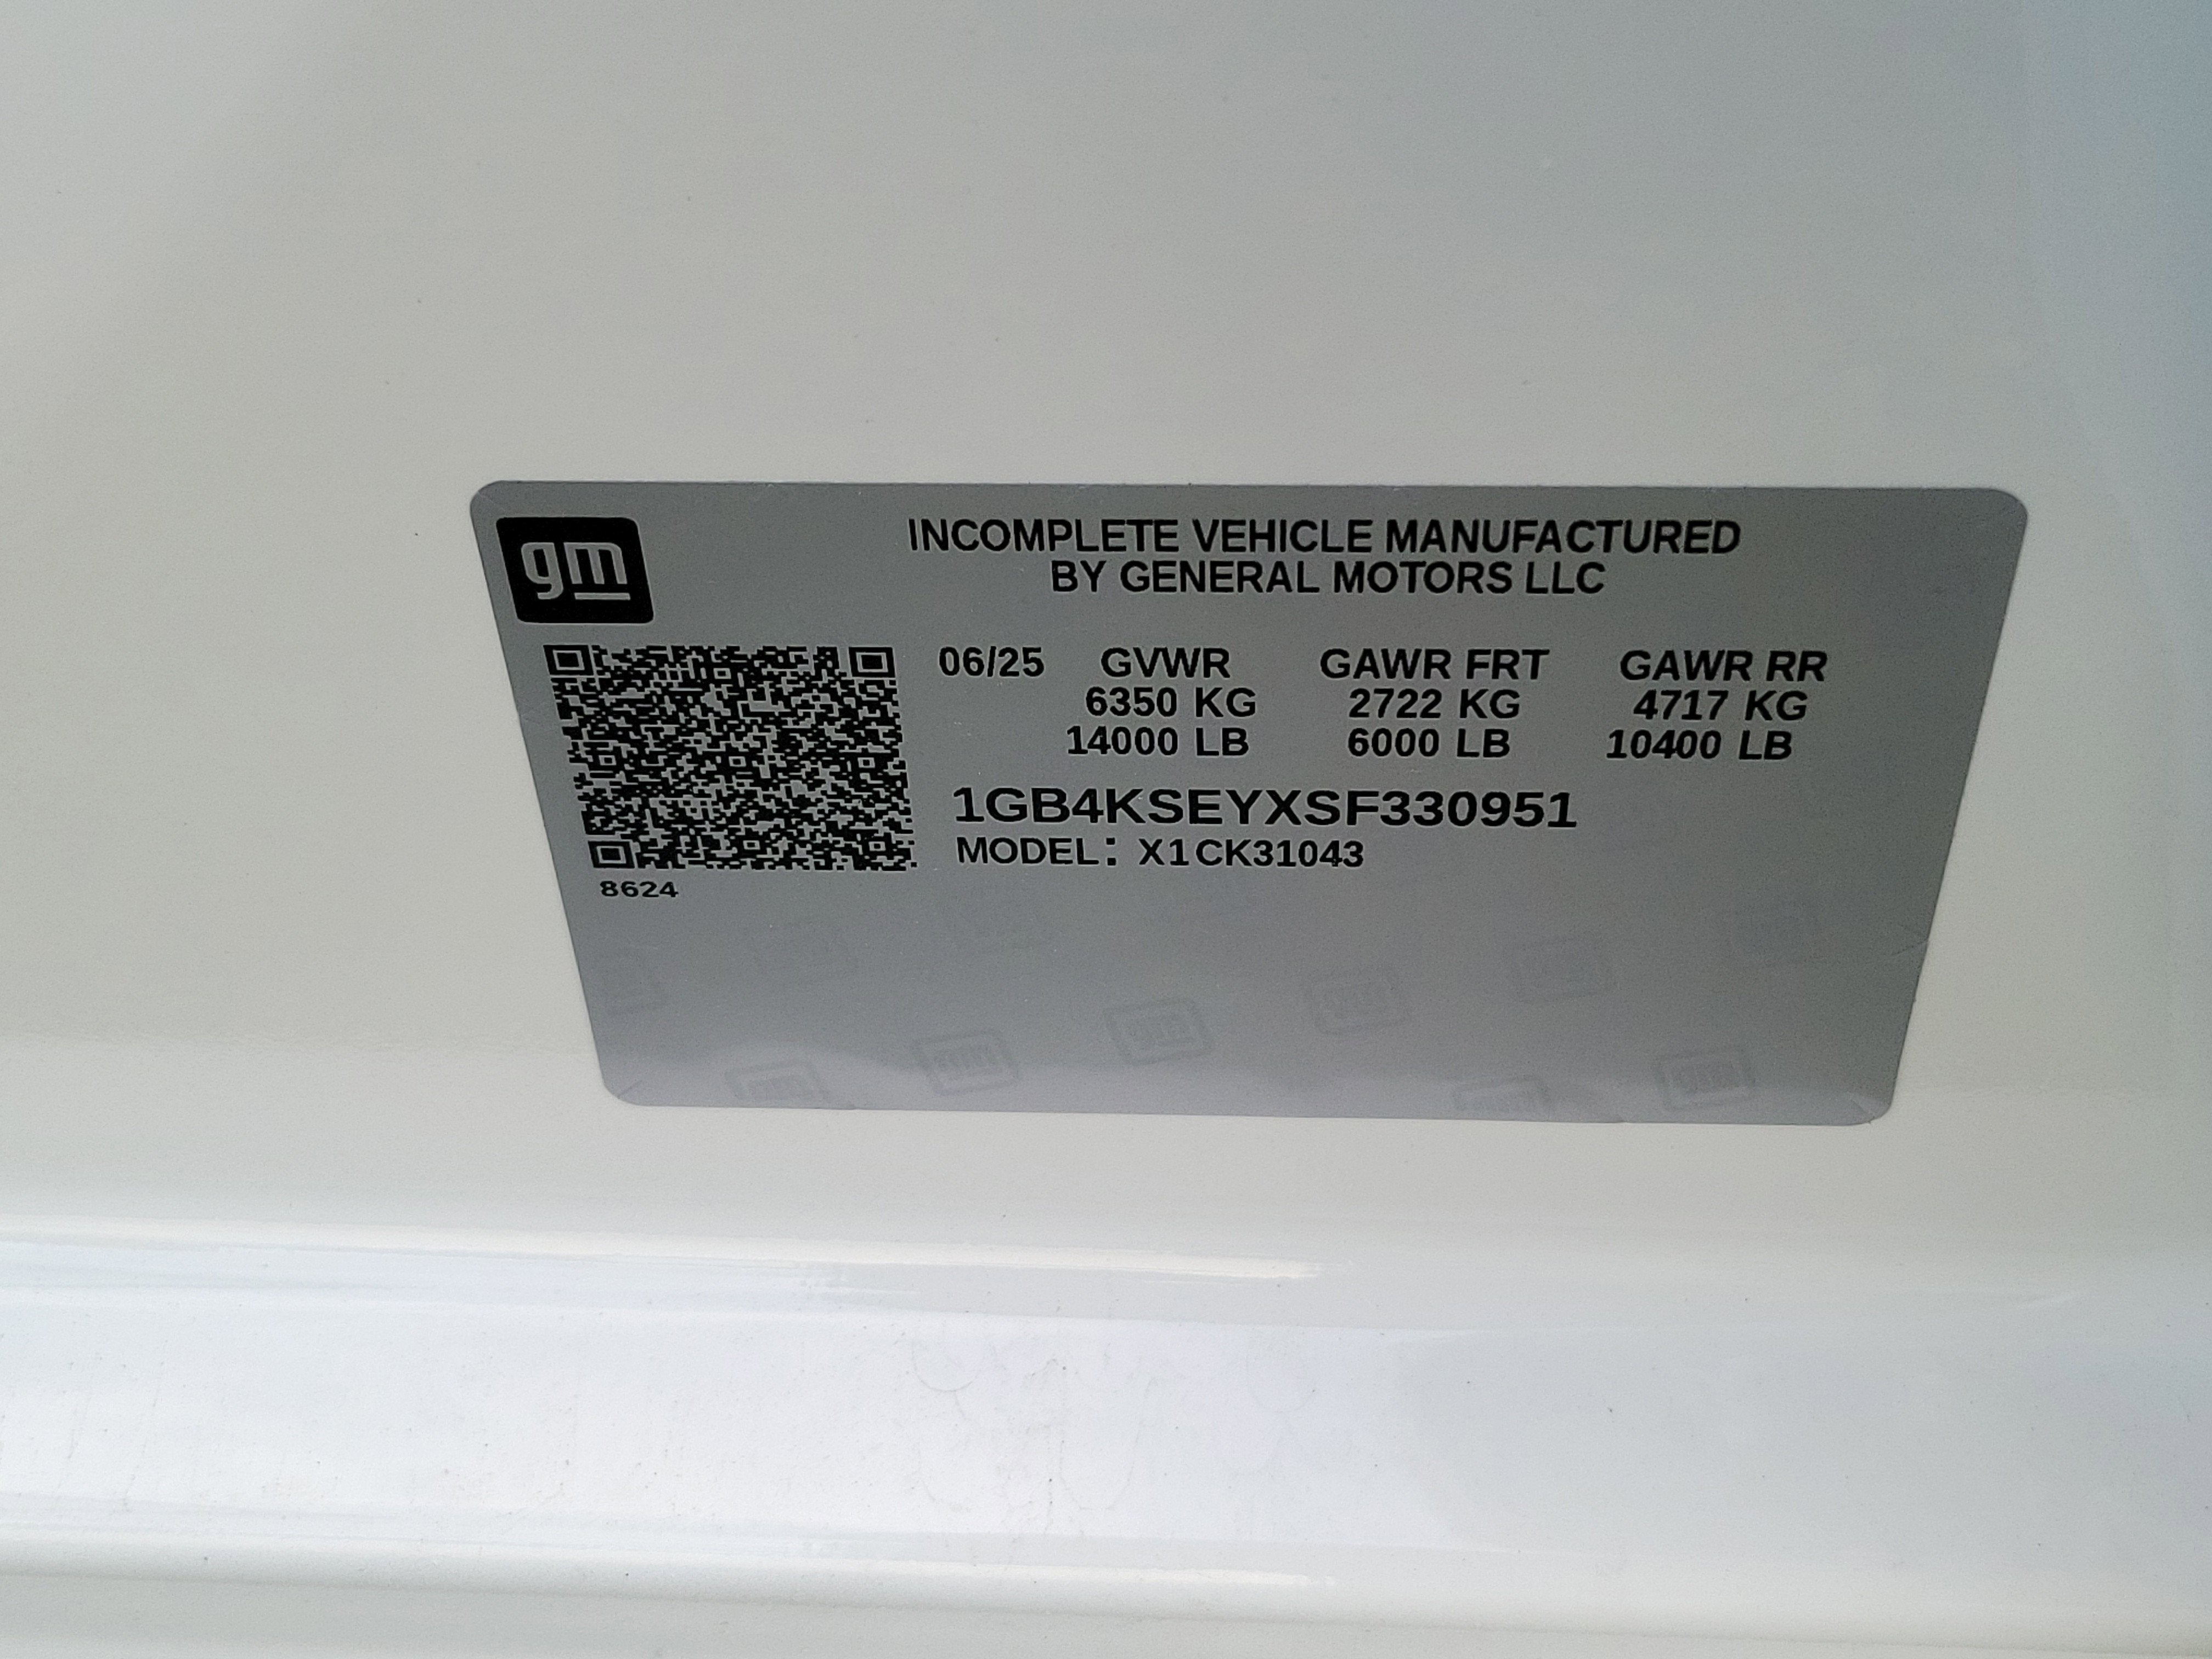 gm
INCOMPLETE VEHICLE MANUFACTURED
BY GENERAL MOTORS LLC
06/25 GVWR GAWR FRT GAWR RR
6350 KG 2722 KG 4717 KG
14000 LB 6000 LB 10400 LB
1GB4KSEYXSF330951
MODEL: X1CK31043
8624